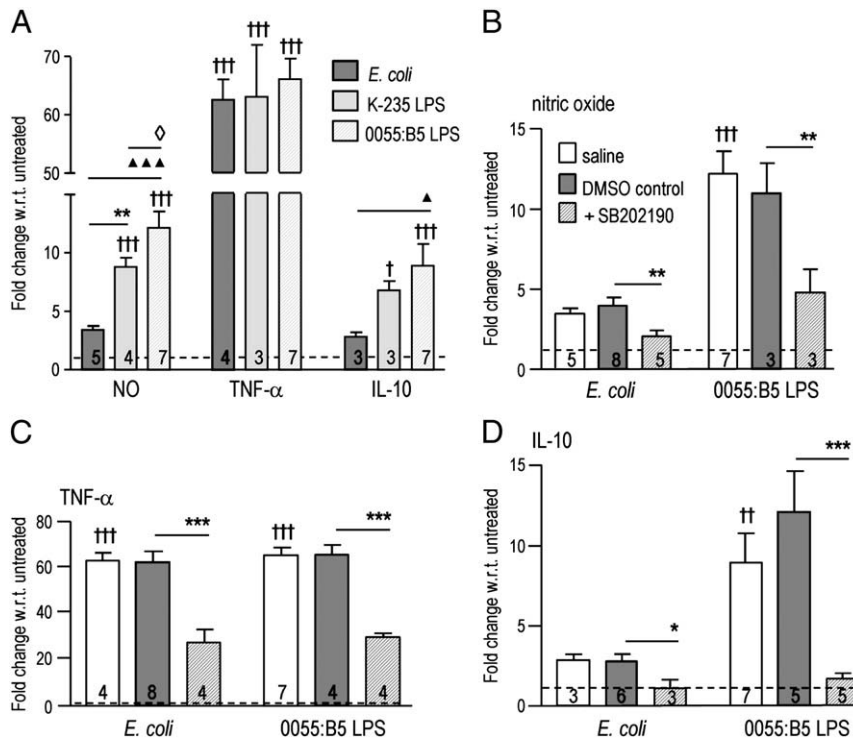 A
Fold change w.r.t. untreated
70
60
50
10
5
0
◊
▲▲▲
**
†††
†††
†††
†††
†††
▲
†
†††
E. coli
K-235 LPS
0055:B5 LPS
5
4
7
4
3
7
3
3
7
NO
TNF-α
IL-10
B
nitric oxide
Fold change w.r.t. untreated
15
10
5
0
saline
DMSO control
+ SB202190
**
†††
**
5
8
5
7
3
3
E. coli
0055:B5 LPS
C
TNF-α
Fold change w.r.t. untreated
80
60
40
20
0
†††
***
†††
***
4
8
4
7
4
4
E. coli
0055:B5 LPS
D
IL-10
Fold change w.r.t. untreated
15
10
5
0
*
††
***
3
6
3
7
5
5
E. coli
0055:B5 LPS